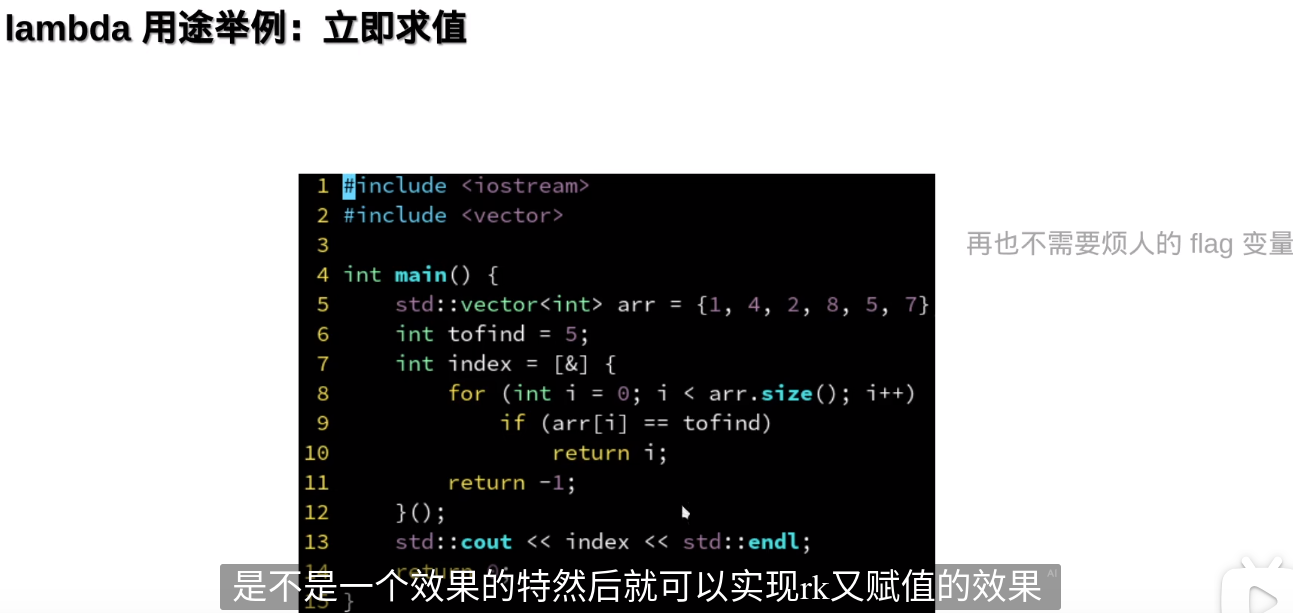 lambda 用途举例：立即求值
1 #include <iostream>
2 #include <vector>
3
4 int main() {
5     std::vector<int> arr = {1, 4, 2, 8, 5, 7}
6     int tofind = 5;
7     int index = [&] {
8         for (int i = 0; i < arr.size(); i++)
9             if (arr[i] == tofind)
10                 return i;
11         return -1;
12     }();
13     std::cout << index << std::endl;
14     return 0;
15 }
再也不需要烦人的 flag 变量
是不是一个效果的特然后就可以实现rk又赋值的效果
AI